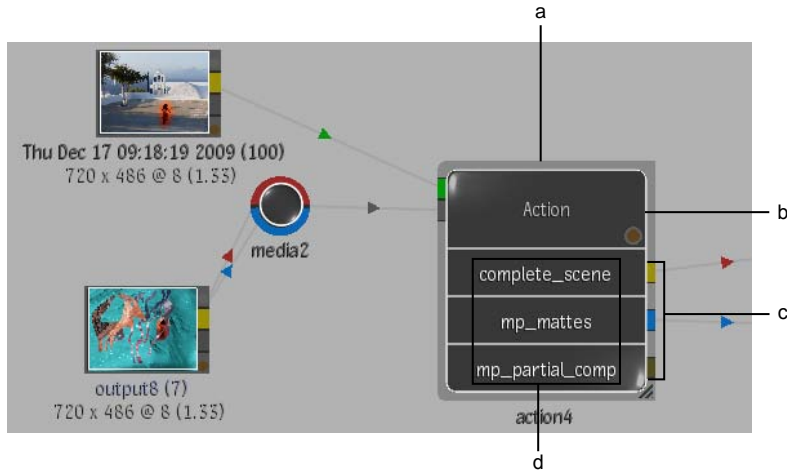 a
Thu Dec 17 09:18:19 2009 (100)
720 x 486 @ 8 (1.33)
Action
b
media2
complete_scene
mp_mattes
c
mp_partial_comp
output8 (7)
720 x 486 @ 8 (1.33)
action4
d